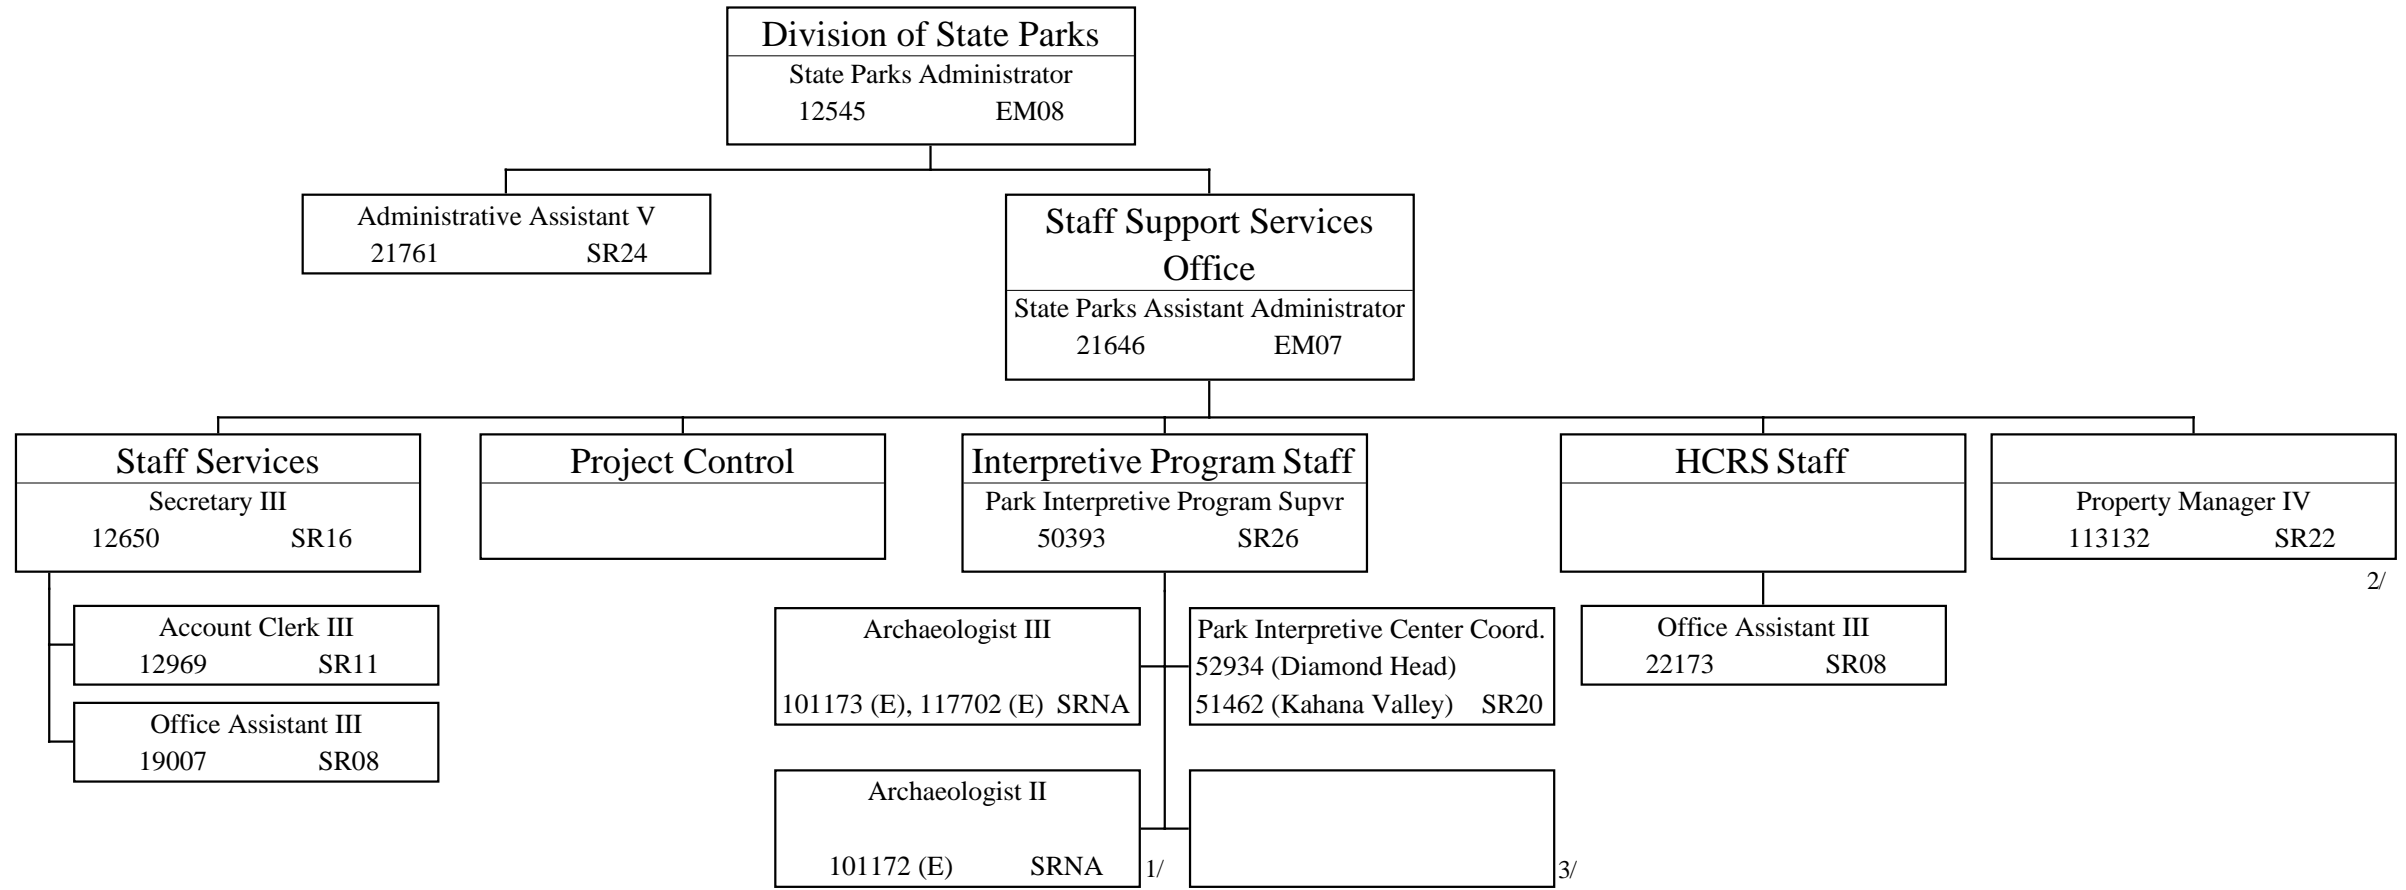 Division of State Parks
State Parks Administrator
12545 EM08
Administrative Assistant V
21761 SR24
Staff Support Services
Office
State Parks Assistant Administrator
21646 EM07
Staff Services
Secretary III
12650 SR16
Account Clerk III
12969 SR11
Office Assistant III
19007 SR08
Project Control
Interpretive Program Staff
Park Interpretive Program Supvr
50393 SR26
Archaeologist III
101173 (E), 117702 (E) SRNA
Park Interpretive Center Coord.
52934 (Diamond Head)
51462 (Kahana Valley) SR20
Archaeologist II
101172 (E) SRNA
1/
3/
HCRS Staff
Office Assistant III
22173 SR08
Property Manager IV
113132 SR22
2/